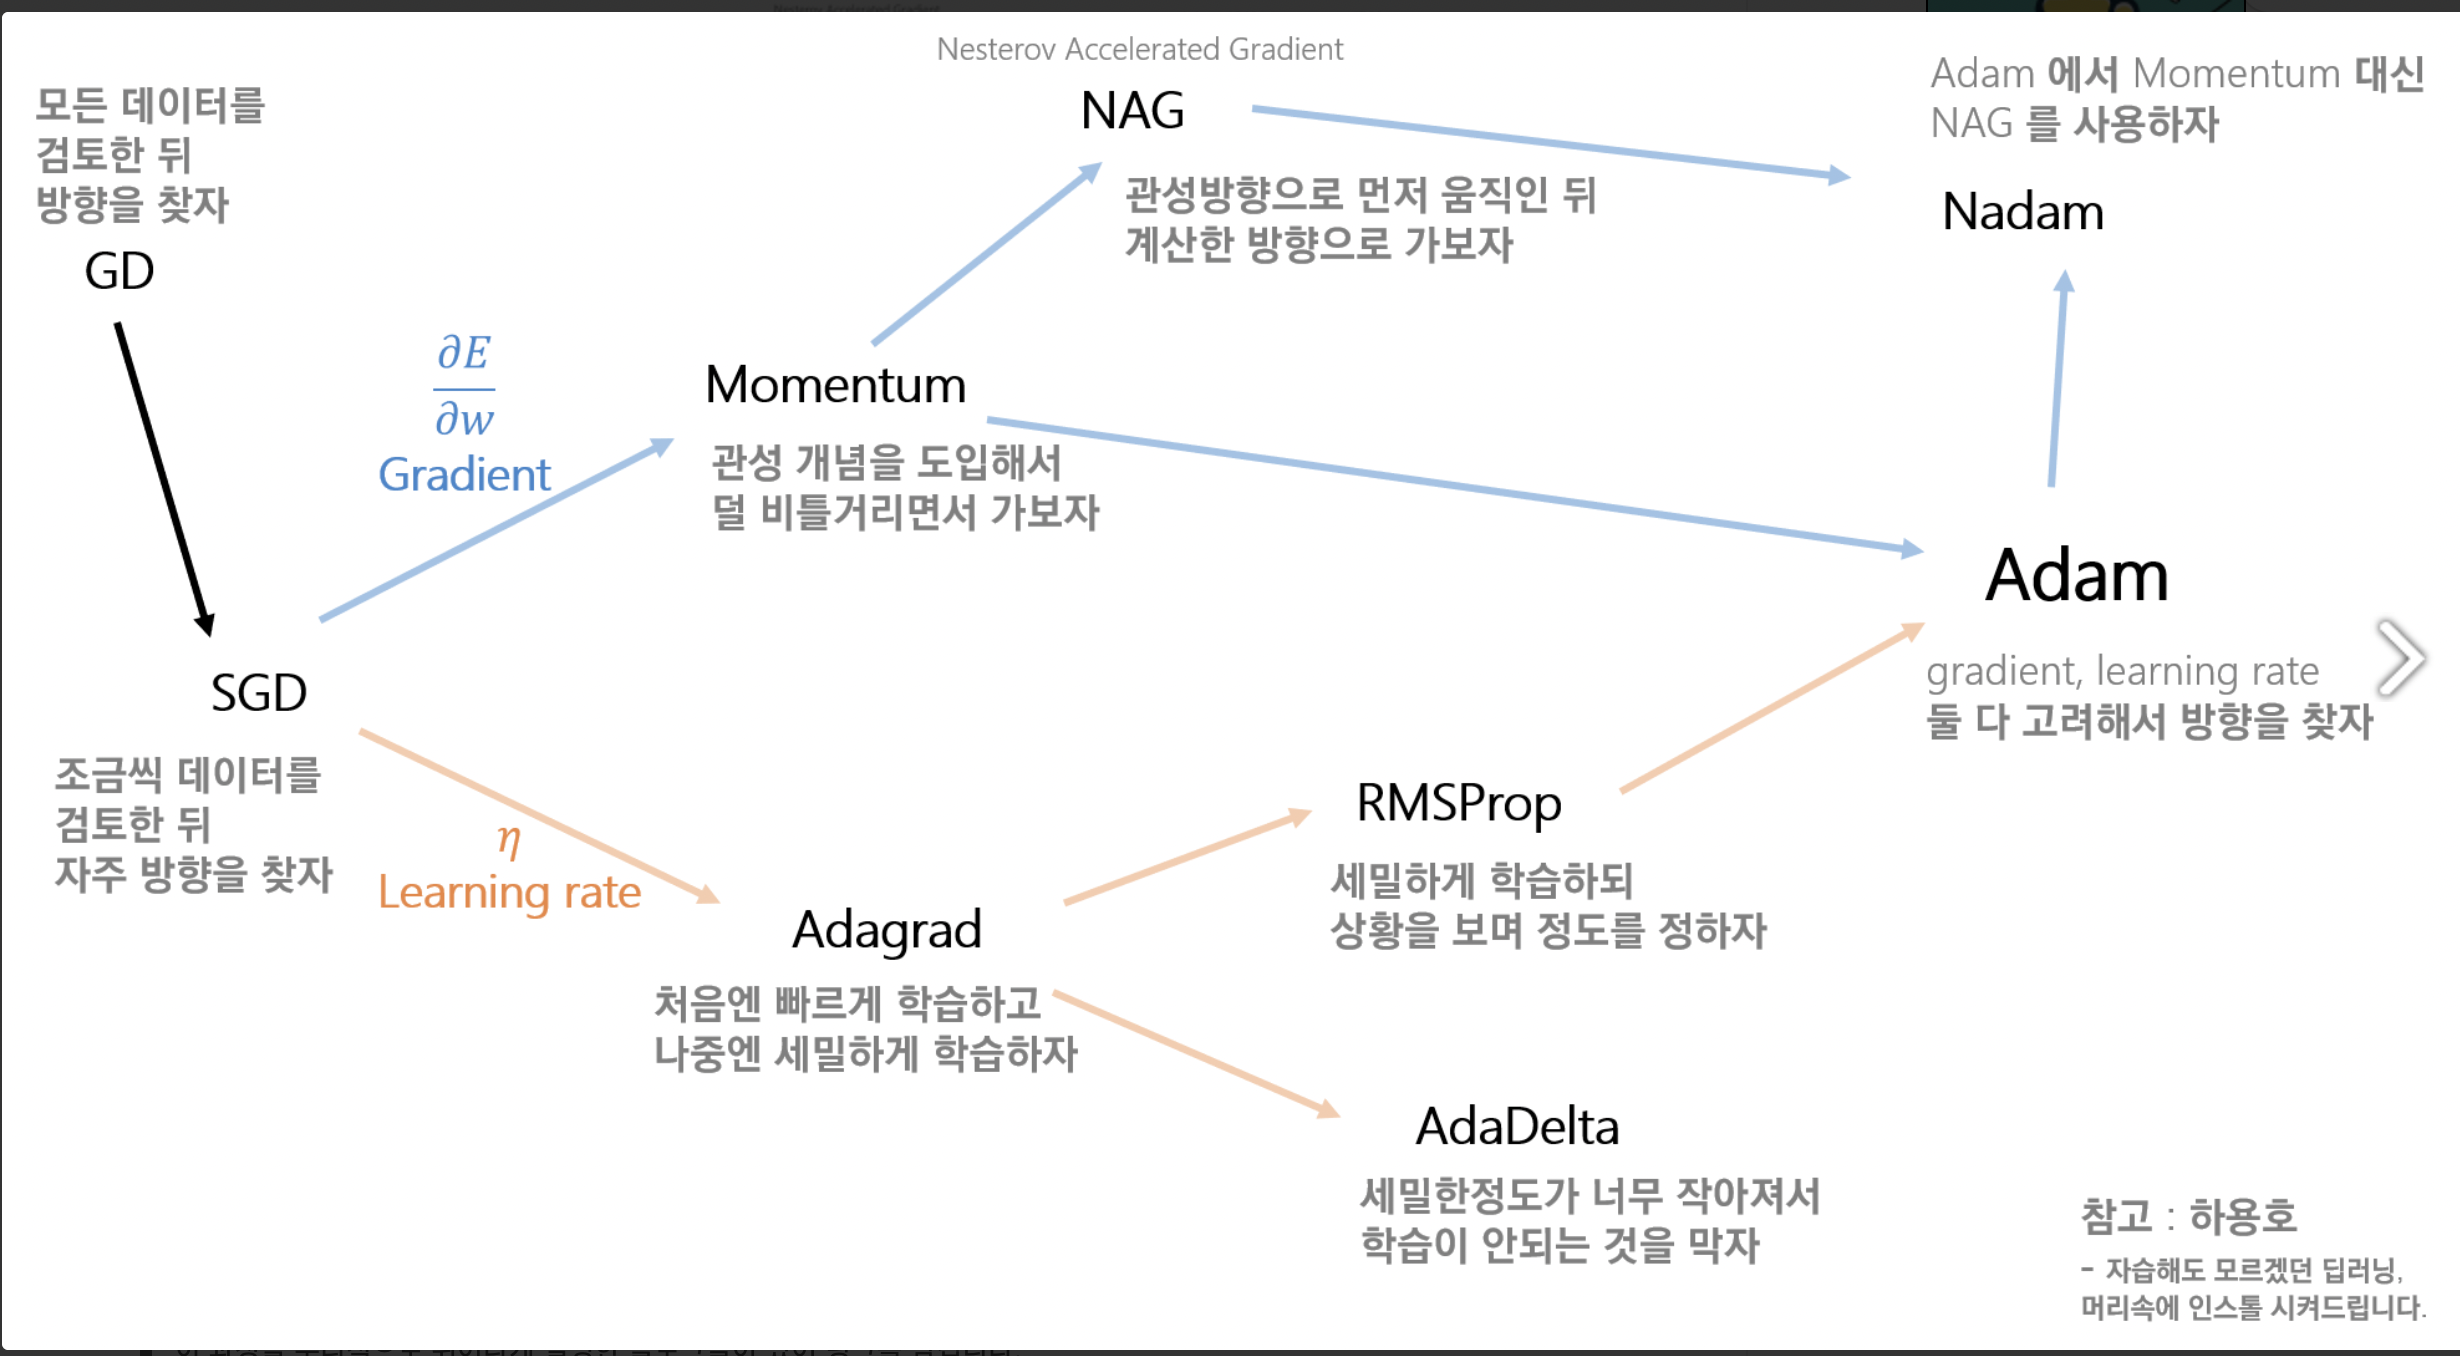 Nesterov Accelerated Gradient
NAG
관성방향으로 먼저 움직인 뒤
계산한 방향으로 가보자
Adam 에서 Momentum 대신
NAG 를 사용하자
Nadam
모든 데이터를
검토한 뒤
방향을 찾자
GD
∂E
∂w
Gradient
Momentum
관성 개념을 도입해서
덜 비틀거리면서 가보자
Adam
gradient, learning rate
둘 다 고려해서 방향을 찾자
SGD
조금씩 데이터를
검토한 뒤
자주 방향을 찾자
η
Learning rate
Adagrad
처음엔 빠르게 학습하고
나중엔 세밀하게 학습하자
RMSProp
세밀하게 학습하되
상황을 보며 정도를 정하자
AdaDelta
세밀한정도가 너무 작아져서
학습이 안되는 것을 막자
참고 : 하용호
- 자습해도 모르겠던 딥러닝,
머리속에 인스톨 시켜드립니다.